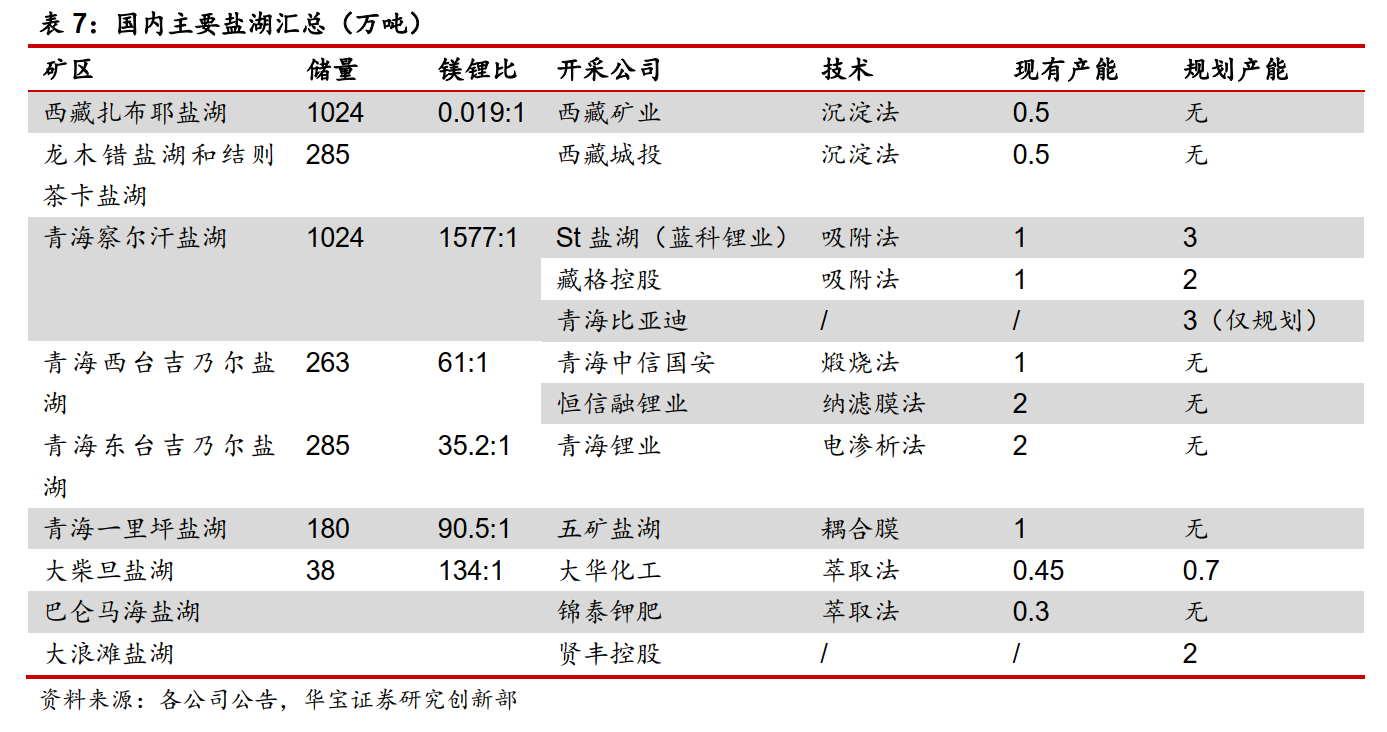 表 7：国内主要盐湖汇总（万吨）
矿区 储量 镁锂比 开采公司 技术 现有产能 规划产能
西藏扎布耶盐湖 1024 0.019:1 西藏矿业 沉淀法 0.5 无
龙木错盐湖和结则 285 西藏城投 沉淀法 0.5 无
茶卡盐湖
青海察尔汗盐湖 1024 1577:1 St 盐湖（蓝科锂业） 吸附法 1 3
藏格控股 吸附法 1 2
青海比亚迪 / / 3（仅规划）
青海西台吉乃尔盐 263 61:1 青海中信国安 煅烧法 1 无
湖 恒信融锂业 纳滤膜法 2 无
青海东台吉乃尔盐 285 35.2:1 青海锂业 电渗析法 2 无
湖
青海一里坪盐湖 180 90.5:1 五矿盐湖 耦合膜 1 无
大柴旦盐湖 38 134:1 大华化工 萃取法 0.45 0.7
巴仑马海盐湖 锦泰钾肥 萃取法 0.3 无
大浪滩盐湖 贤丰控股 / / 2
资料来源：各公司公告，华宝证券研究创新部